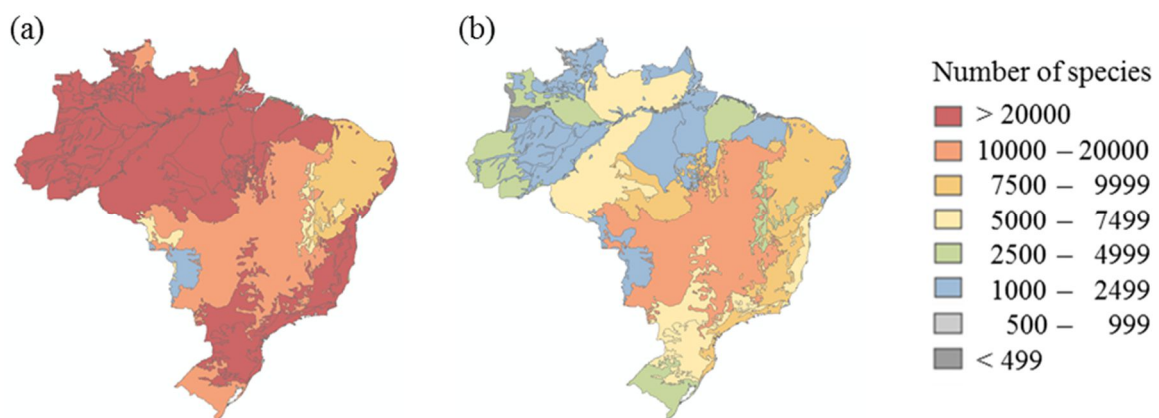 (a)
(b)
Number of species
> 20000
10000 – 20000
7500 – 9999
5000 – 7499
2500 – 4999
1000 – 2499
500 – 999
< 499